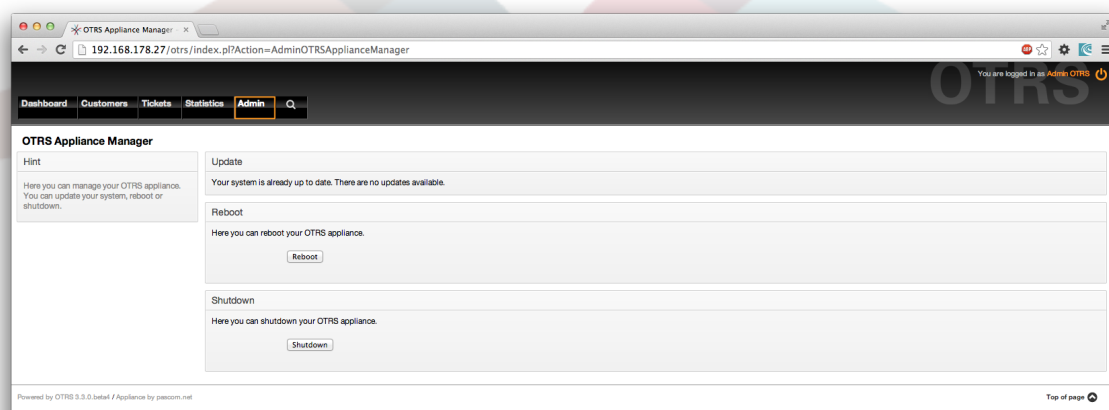 OTRS Appliance Manager
192.168.178.27/otrs/index.pl?Action=AdminOTRSApplianceManager
OTRS
You are logged in as Admin OTRS
Dashboard Customers Tickets Statistics Admin
OTRS Appliance Manager
Hint
Here you can manage your OTRS appliance.
You can update your system, reboot or
shutdown.
Update
Your system is already up to date. There are no updates available.
Reboot
Here you can reboot your OTRS appliance.
Reboot
Shutdown
Here you can shutdown your OTRS appliance.
Shutdown
Powered by OTRS 3.3.0.beta4 / Appliance by pascom.net
Top of page